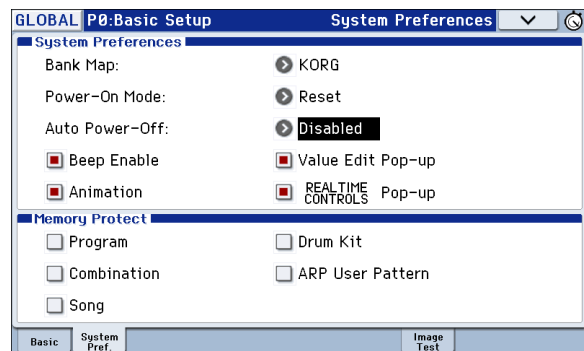 GLOBAL P0:Basic Setup System Preferences
System Preferences
Bank Map: KORG
Power-On Mode: Reset
Auto Power-Off: Disabled
Beep Enable Value Edit Pop-up
Animation REALTIME CONTROLS Pop-up
Memory Protect
Program Drum Kit
Combination ARP User Pattern
Song
Basic System Pref. Image Test